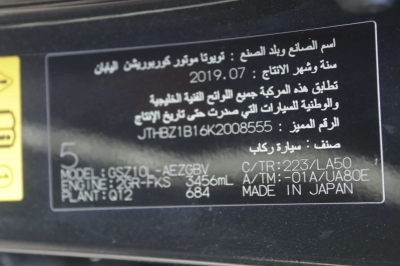 اسم الصانع وبلد الصنع : تويوتا موتور كوربوريشن اليابان
سنة وشهر الانتاج : 2019.07
تطابق هذه المركبة جميع اللوائح الفنية الخليجية
والوطنية للسيارات التي صدرت حتى تاريخ الإنتاج
الرقم المميز : JTHBZ1B16K2008555
صنف : سيارة ركاب
5
MODEL:GSZ10L-AEZGBV C/TR:223/LA50
ENGINE:2GR-FKS 3456mL A/TM:-01A/UA80E
PLANT:Q12 684 MADE IN JAPAN